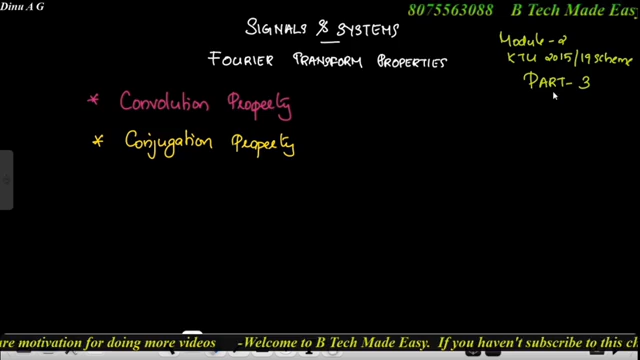 Dinu A G
8075563088 B Tech Made Easy
SIGNALS & SYSTEMS
Module - 2
KTU 2015/19 scheme
FOURIER TRANSFORM PROPERTIES
PART - 3
* Convolution Property
* Conjugation Property
are motivation for doing more videos -Welcome to B Tech Made Easy. If you haven't subscribe to this